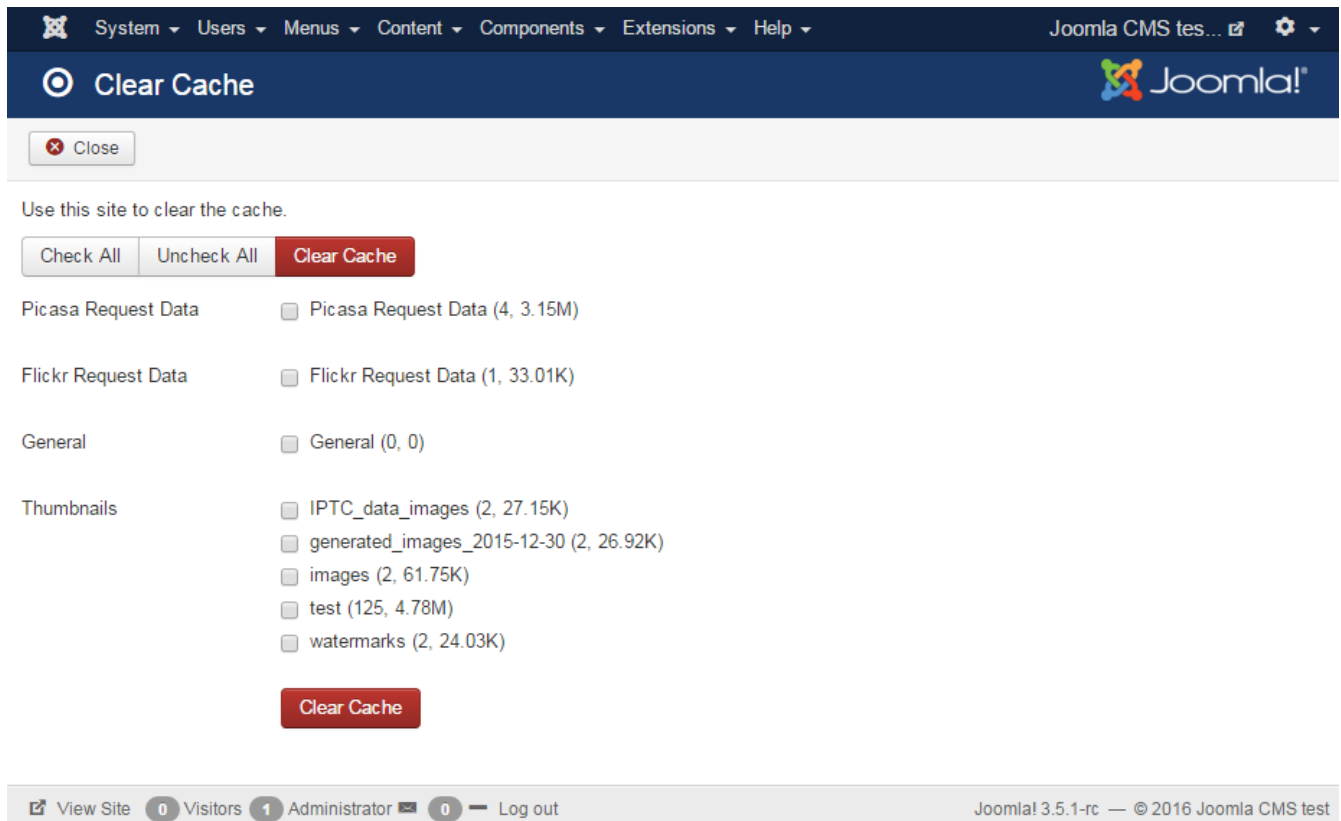 System Users Menus Content Components Extensions Help Joomla CMS tes...
Clear Cache Joomla!®
Close
Use this site to clear the cache.
Check All Uncheck All Clear Cache
Picasa Request Data Picasa Request Data (4, 3.15M)
Flickr Request Data Flickr Request Data (1, 33.01K)
General General (0, 0)
Thumbnails IPTC_data_images (2, 27.15K)
generated_images_2015-12-30 (2, 26.92K)
images (2, 61.75K)
test (125, 4.78M)
watermarks (2, 24.03K)
Clear Cache
View Site 0 Visitors 1 Administrator 0 Log out Joomla! 3.5.1-rc — © 2016 Joomla CMS test